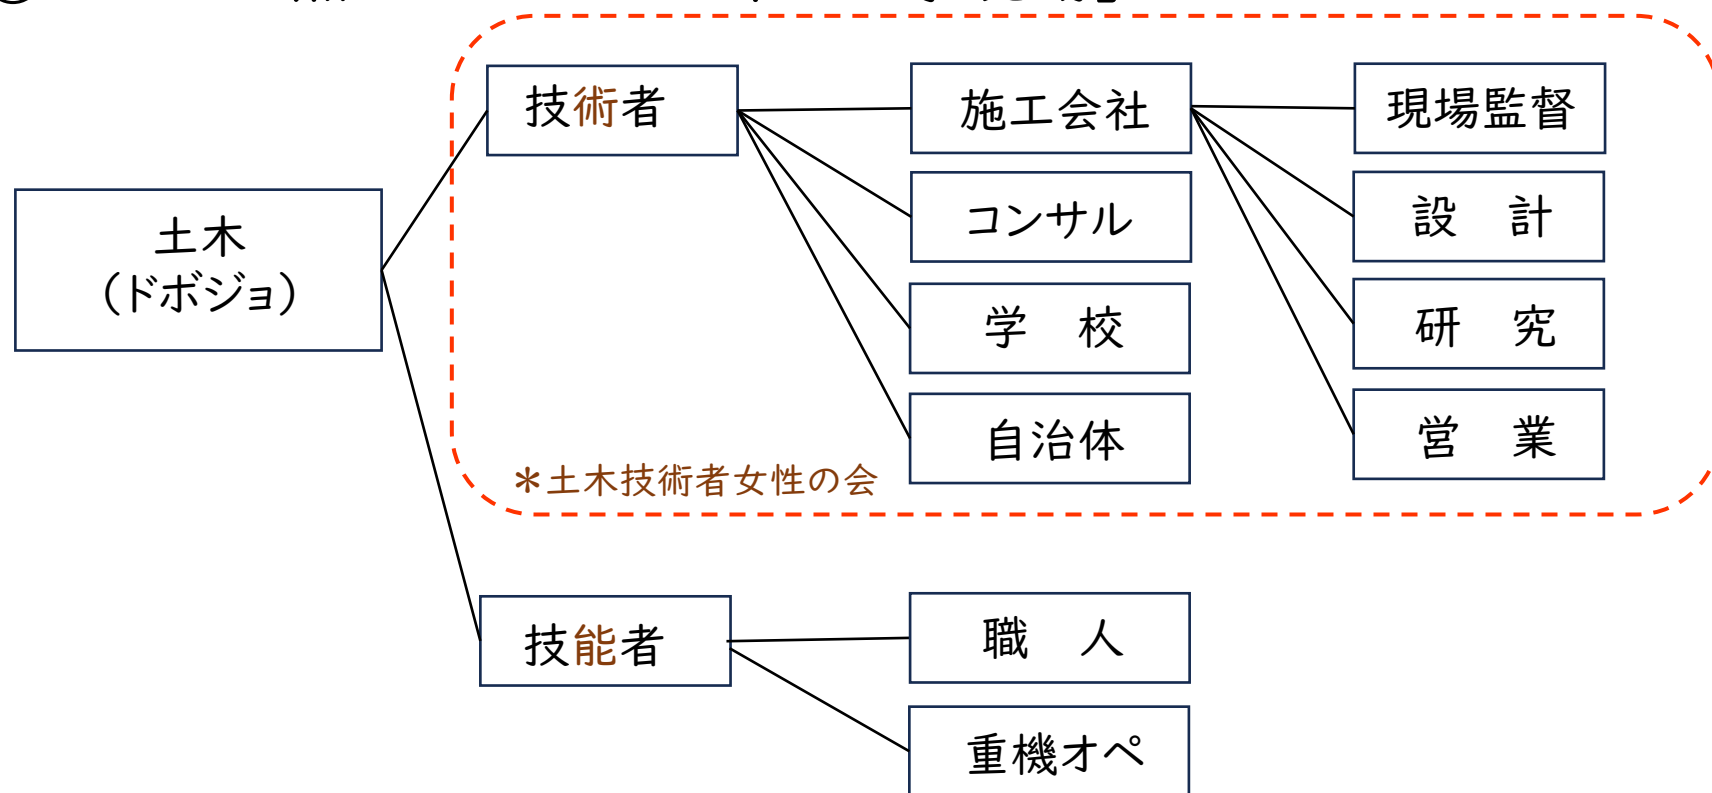 技術者
施工会社
現場監督
土木
(ドボジョ)
コンサル
設　計
学　校
研　究
自治体
営　業
＊土木技術者女性の会
技能者
職　人
重機オペ